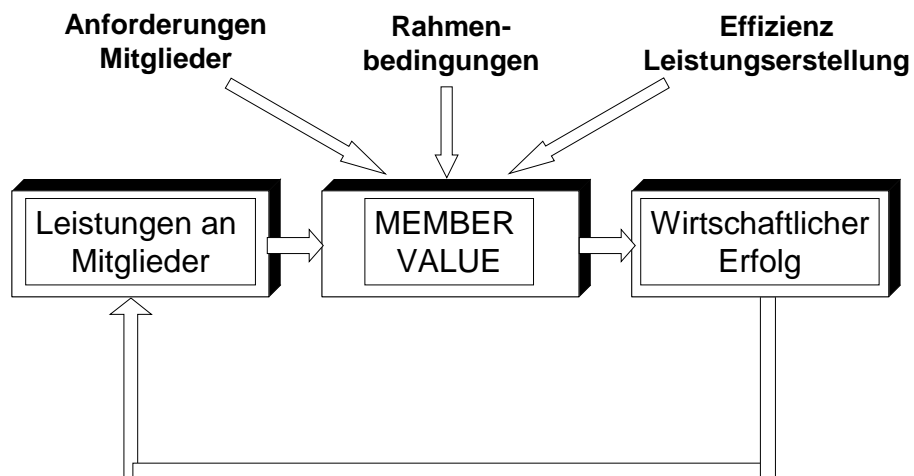 Anforderungen
Mitglieder
Rahmen-
bedingungen
Effizienz
Leistungserstellung
Leistungen an
Mitglieder
MEMBER
VALUE
Wirtschaftlicher
Erfolg